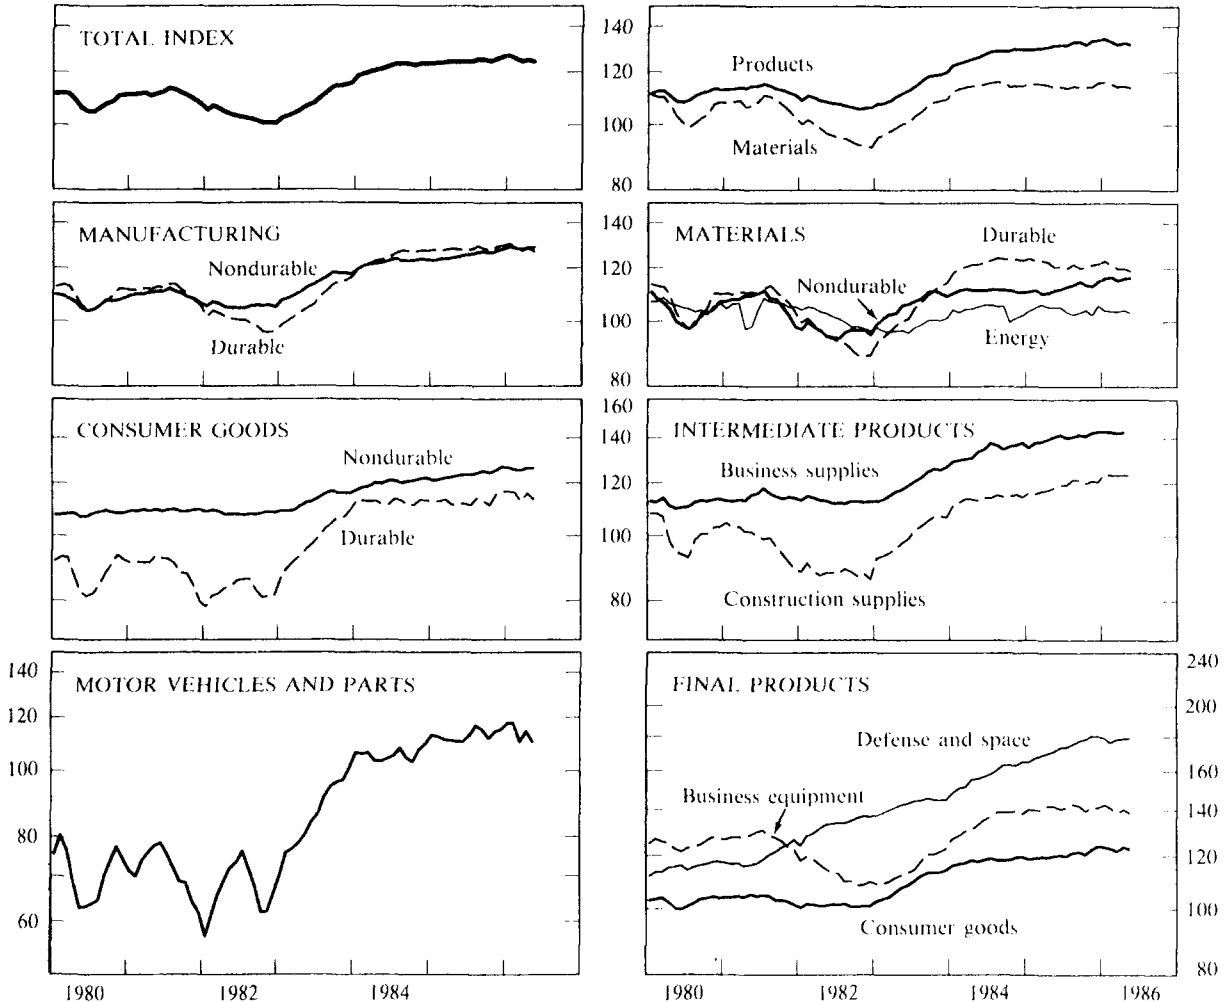 TOTAL INDEX
140
120
100
80
Products
Materials
MANUFACTURING
Nondurable
Durable
MATERIALS
140
120
100
80
Durable
Nondurable
Energy
CONSUMER GOODS
Nondurable
Durable
INTERMEDIATE PRODUCTS
160
140
120
100
80
Business supplies
Construction supplies
MOTOR VEHICLES AND PARTS
140
120
100
80
60
FINAL PRODUCTS
240
200
160
140
120
100
80
Defense and space
Business equipment
Consumer goods
1980 1982 1984
1980 1982 1984 1986